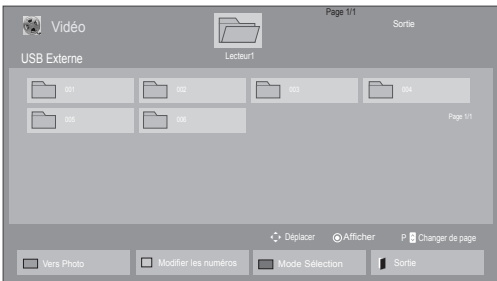 Page 1/1
Vidéo
Sortie
USB Externe
Lecteur1
001 002 003 004
005 006
Page 1/1
Déplacer Afficher P Changer de page
Vers Photo Modifier les numéros Mode Sélection Sortie